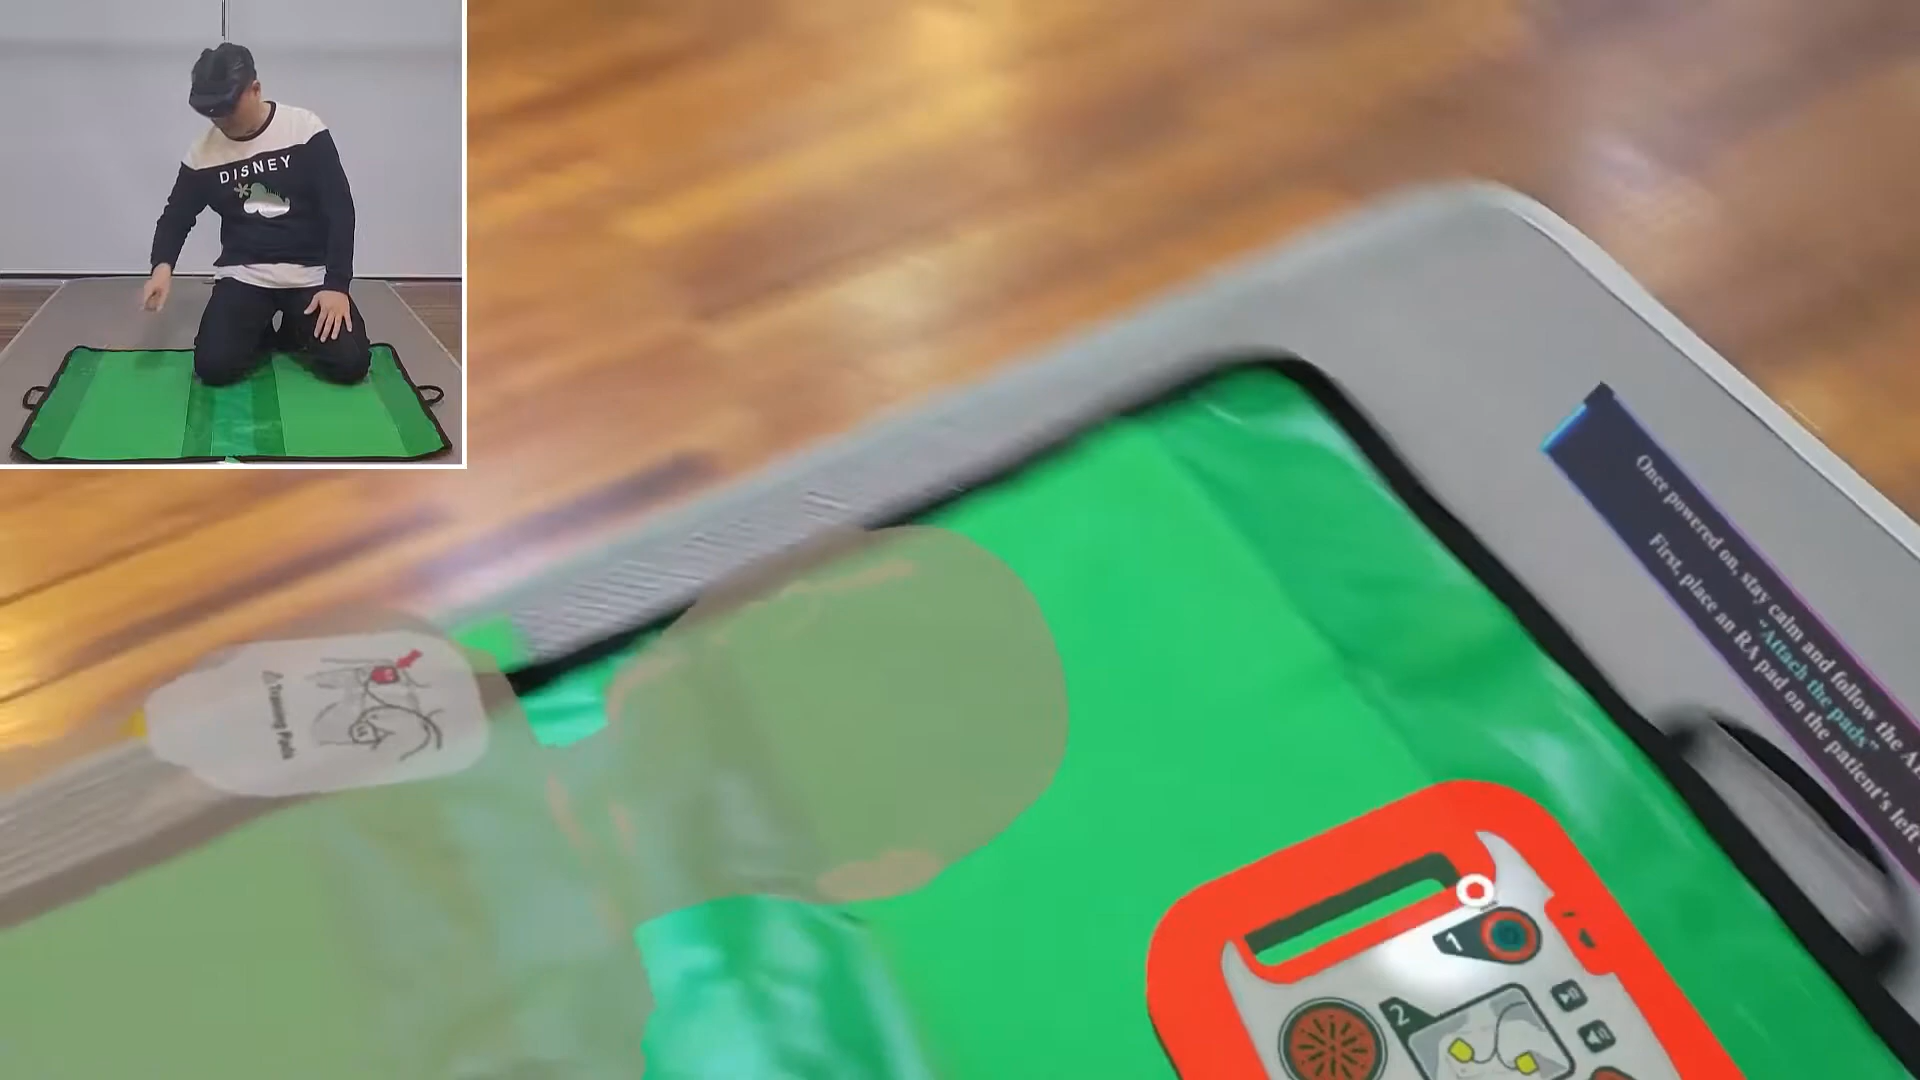 DISNEY
Once powered on, stay calm and follow the
"Attach the pads"
First, place an RA pad on the patient's left
Training Pads
1
2